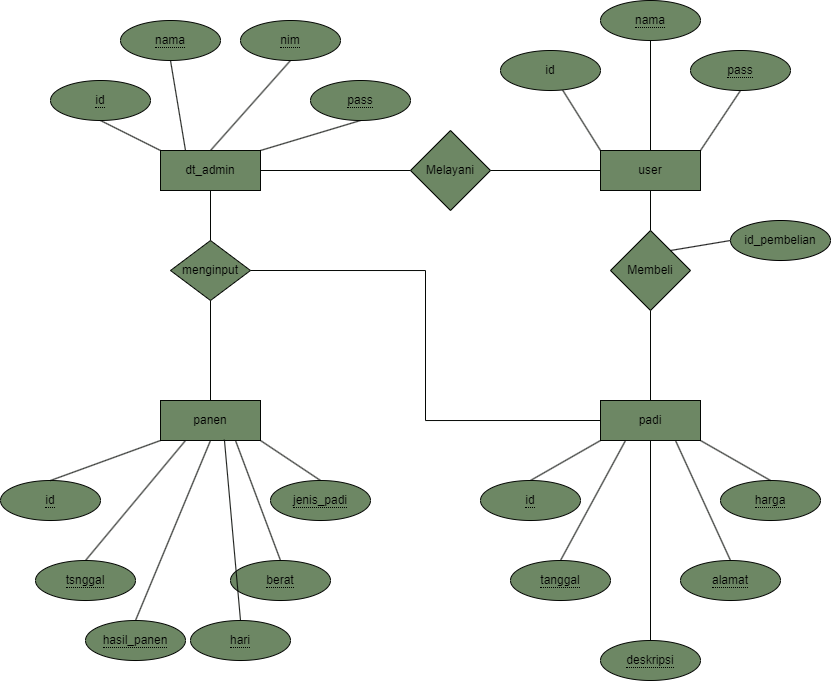 nama
nama
nim
id
pass
id
pass
dt_admin
Melayani
user
id_pembelian
menginput
Membeli
panen
padi
id
jenis_padi
id
harga
tsnggal
berat
tanggal
alamat
hasil_panen
hari
deskripsi